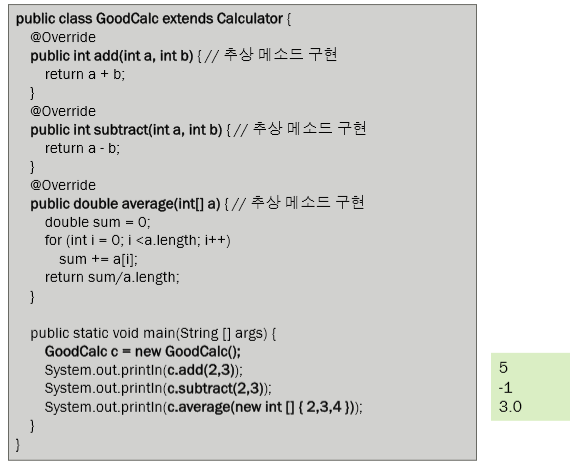 public class GoodCalc extends Calculator {
@Override
public int add(int a, int b) { // 추상 메소드 구현
return a + b;
}
@Override
public int subtract(int a, int b) { // 추상 메소드 구현
return a - b;
}
@Override
public double average(int[] a) { // 추상 메소드 구현
double sum = 0;
for (int i = 0; i <a.length; i++)
sum += a[i];
return sum/a.length;
}
public static void main(String [] args) {
GoodCalc c = new GoodCalc();
System.out.println(c.add(2,3));
System.out.println(c.subtract(2,3));
System.out.println(c.average(new int [] { 2,3,4 }));
}
}
5
-1
3.0